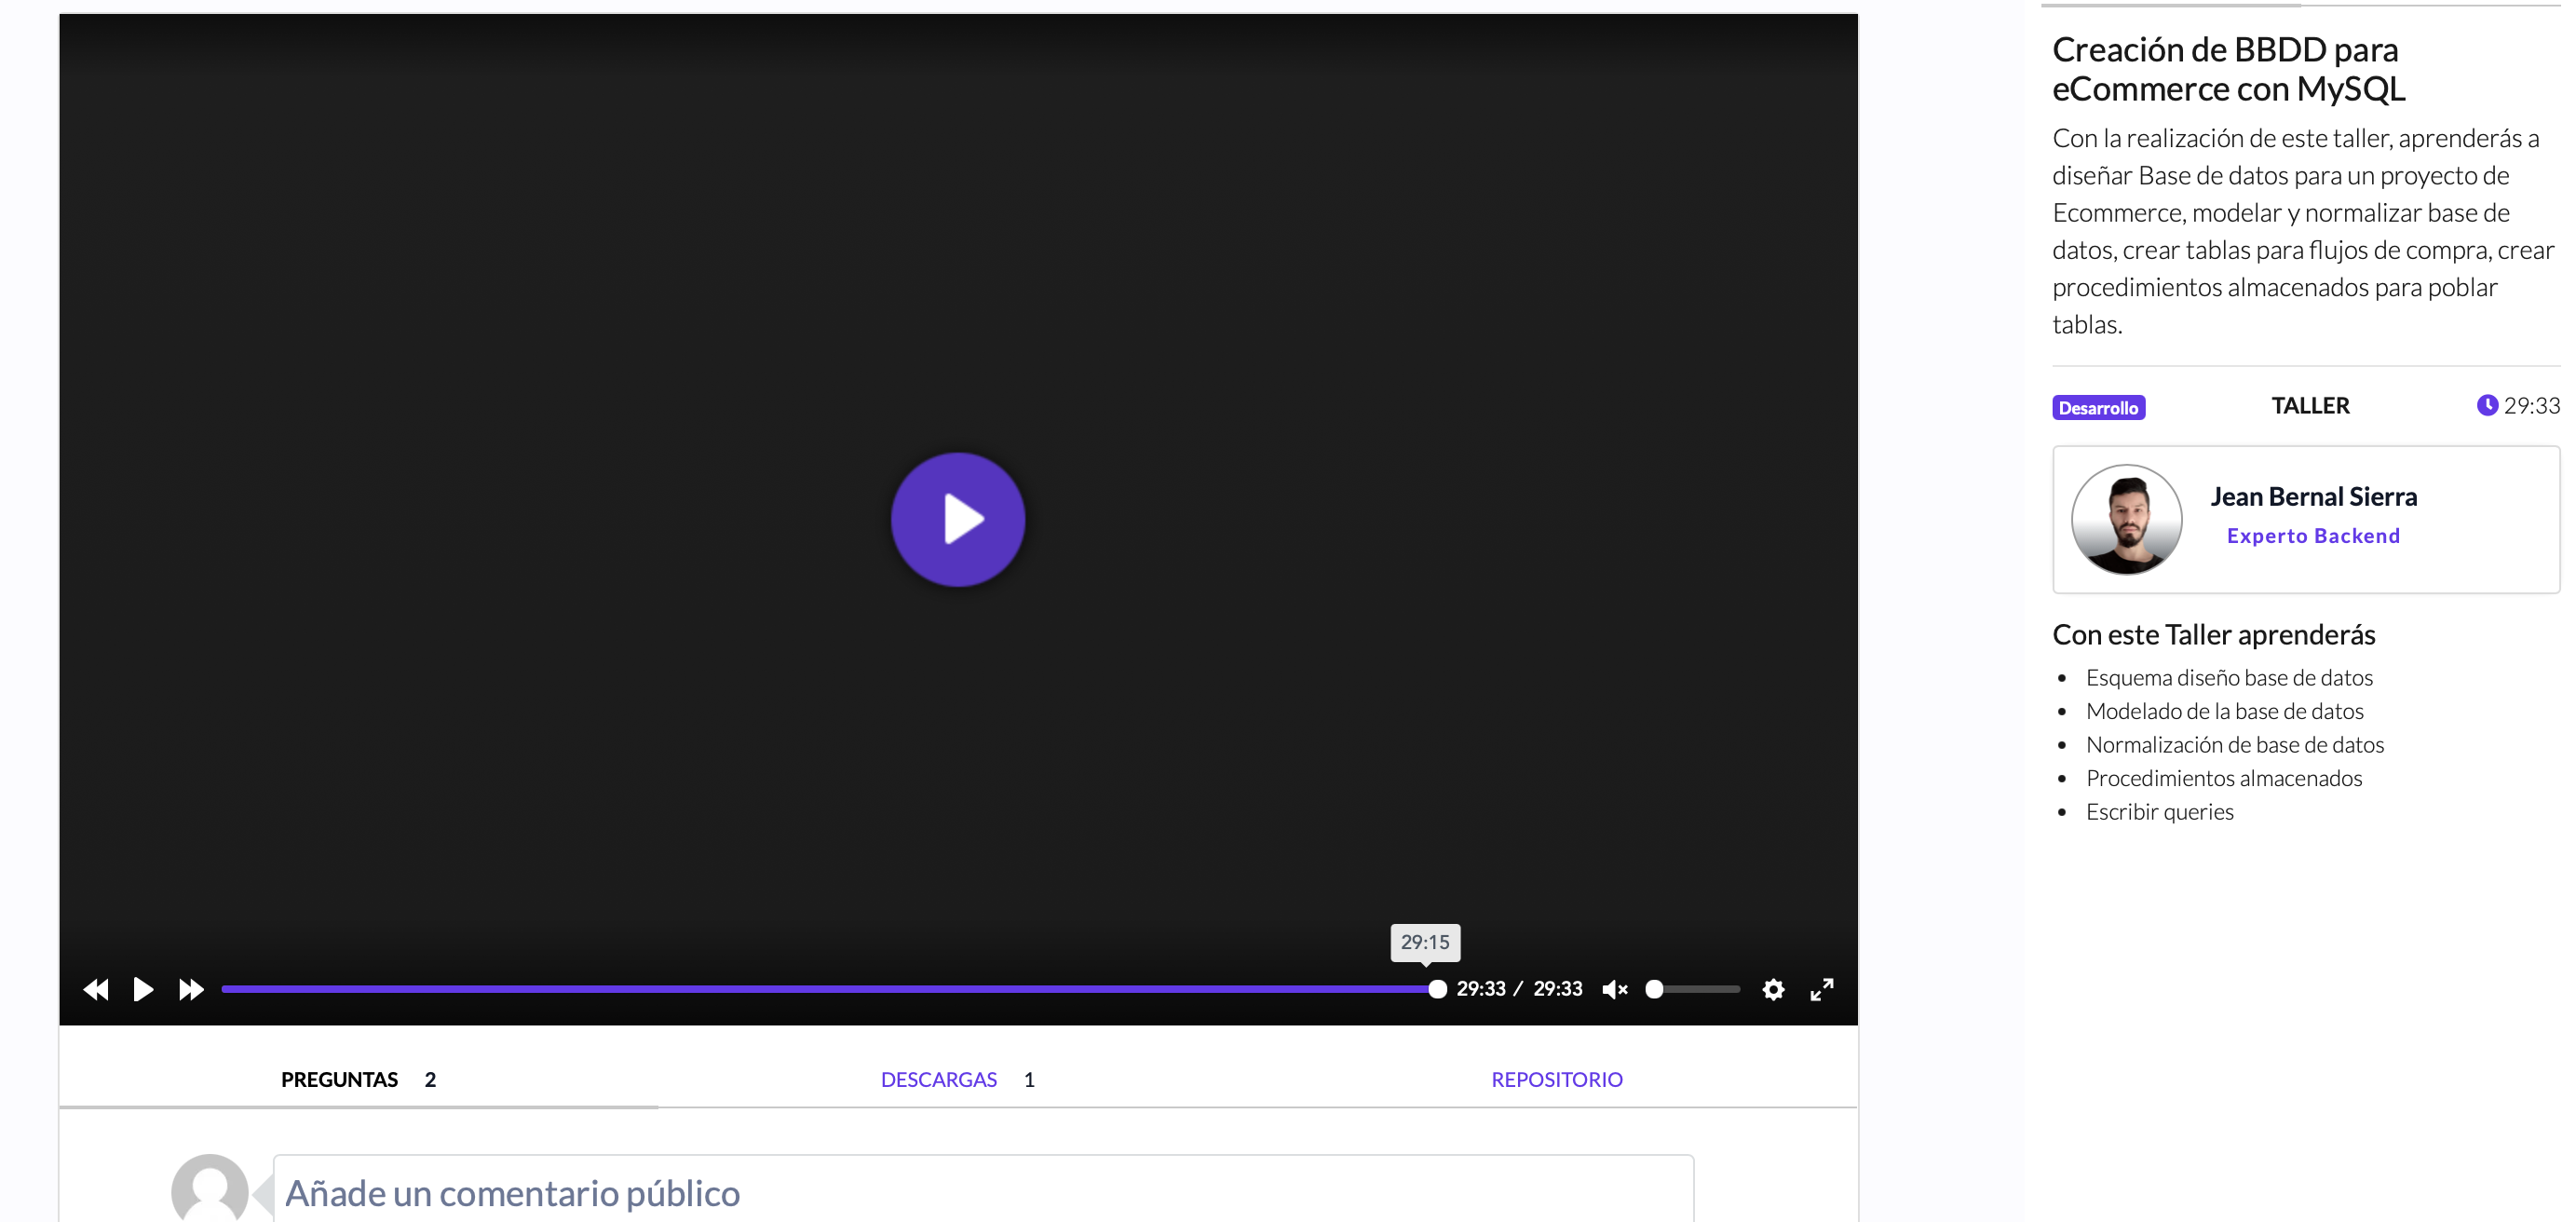 29:15
29:33 / 29:33
PREGUNTAS 2
DESCARGAS 1
REPOSITORIO
Añade un comentario público
Creación de BBDD para
eCommerce con MySQL
Con la realización de este taller, aprenderás a
diseñar Base de datos para un proyecto de
Ecommerce, modelar y normalizar base de
datos, crear tablas para flujos de compra, crear
procedimientos almacenados para poblar
tablas.
Desarrollo TALLER 29:33
Jean Bernal Sierra
Experto Backend
Con este Taller aprenderás
• Esquema diseño base de datos
• Modelado de la base de datos
• Normalización de base de datos
• Procedimientos almacenados
• Escribir queries